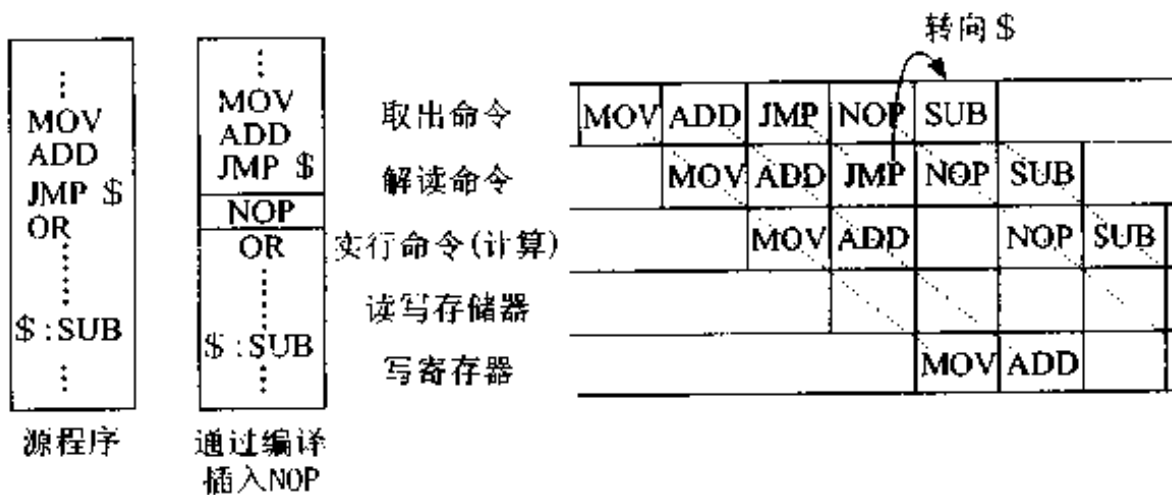 转向 $
⋮
MOV
ADD
JMP $
OR
⋮
$ :SUB
⋮
源程序
⋮
MOV
ADD
JMP $
NOP
OR
⋮
$ :SUB
⋮
通过编译
插入NOP
取出命令 MOV ADD JMP NOP SUB
解读命令 MOV ADD JMP NOP SUB
实行命令(计算) MOV ADD NOP SUB
读写存储器
写寄存器 MOV ADD